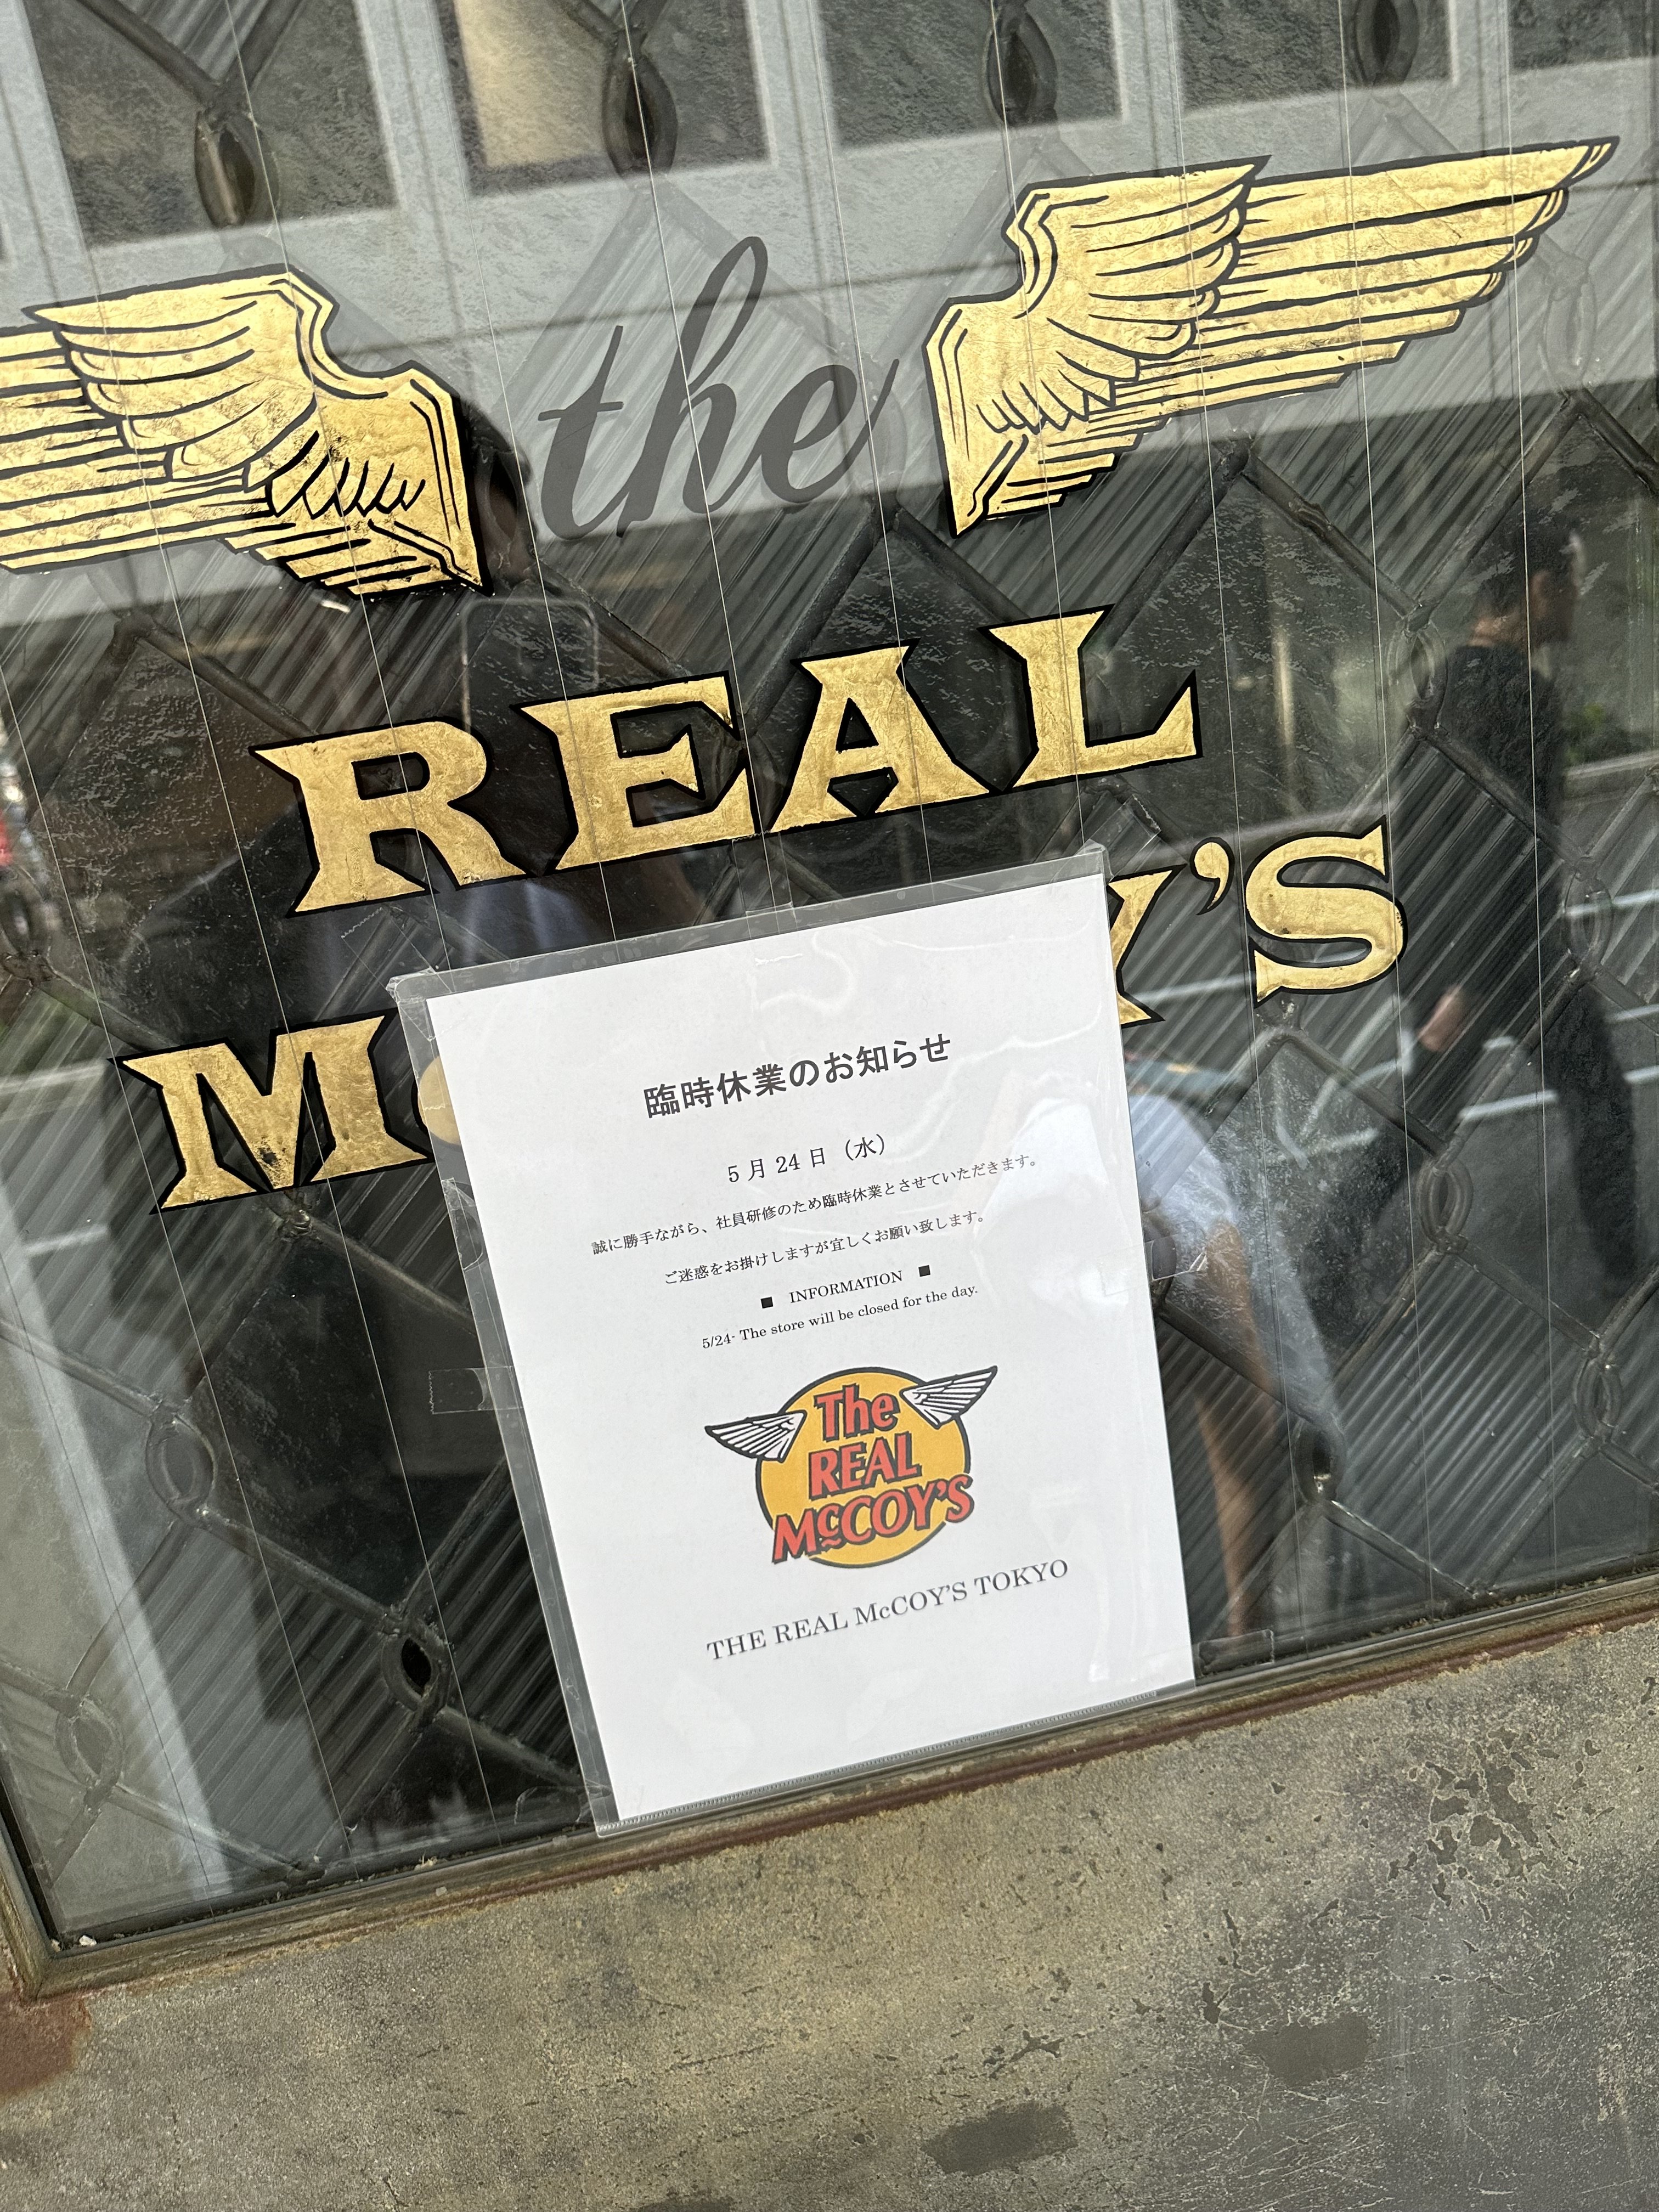 the
REAL
M Y'S
臨時休業のお知らせ
5月24日（水）
誠に勝手ながら、社員研修のため臨時休業とさせていただきます。
ご迷惑をお掛けしますが宜しくお願い致します。
■ INFORMATION ■
5/24- The store will be closed for the day.
The
REAL
McCOY'S
THE REAL McCOY'S TOKYO